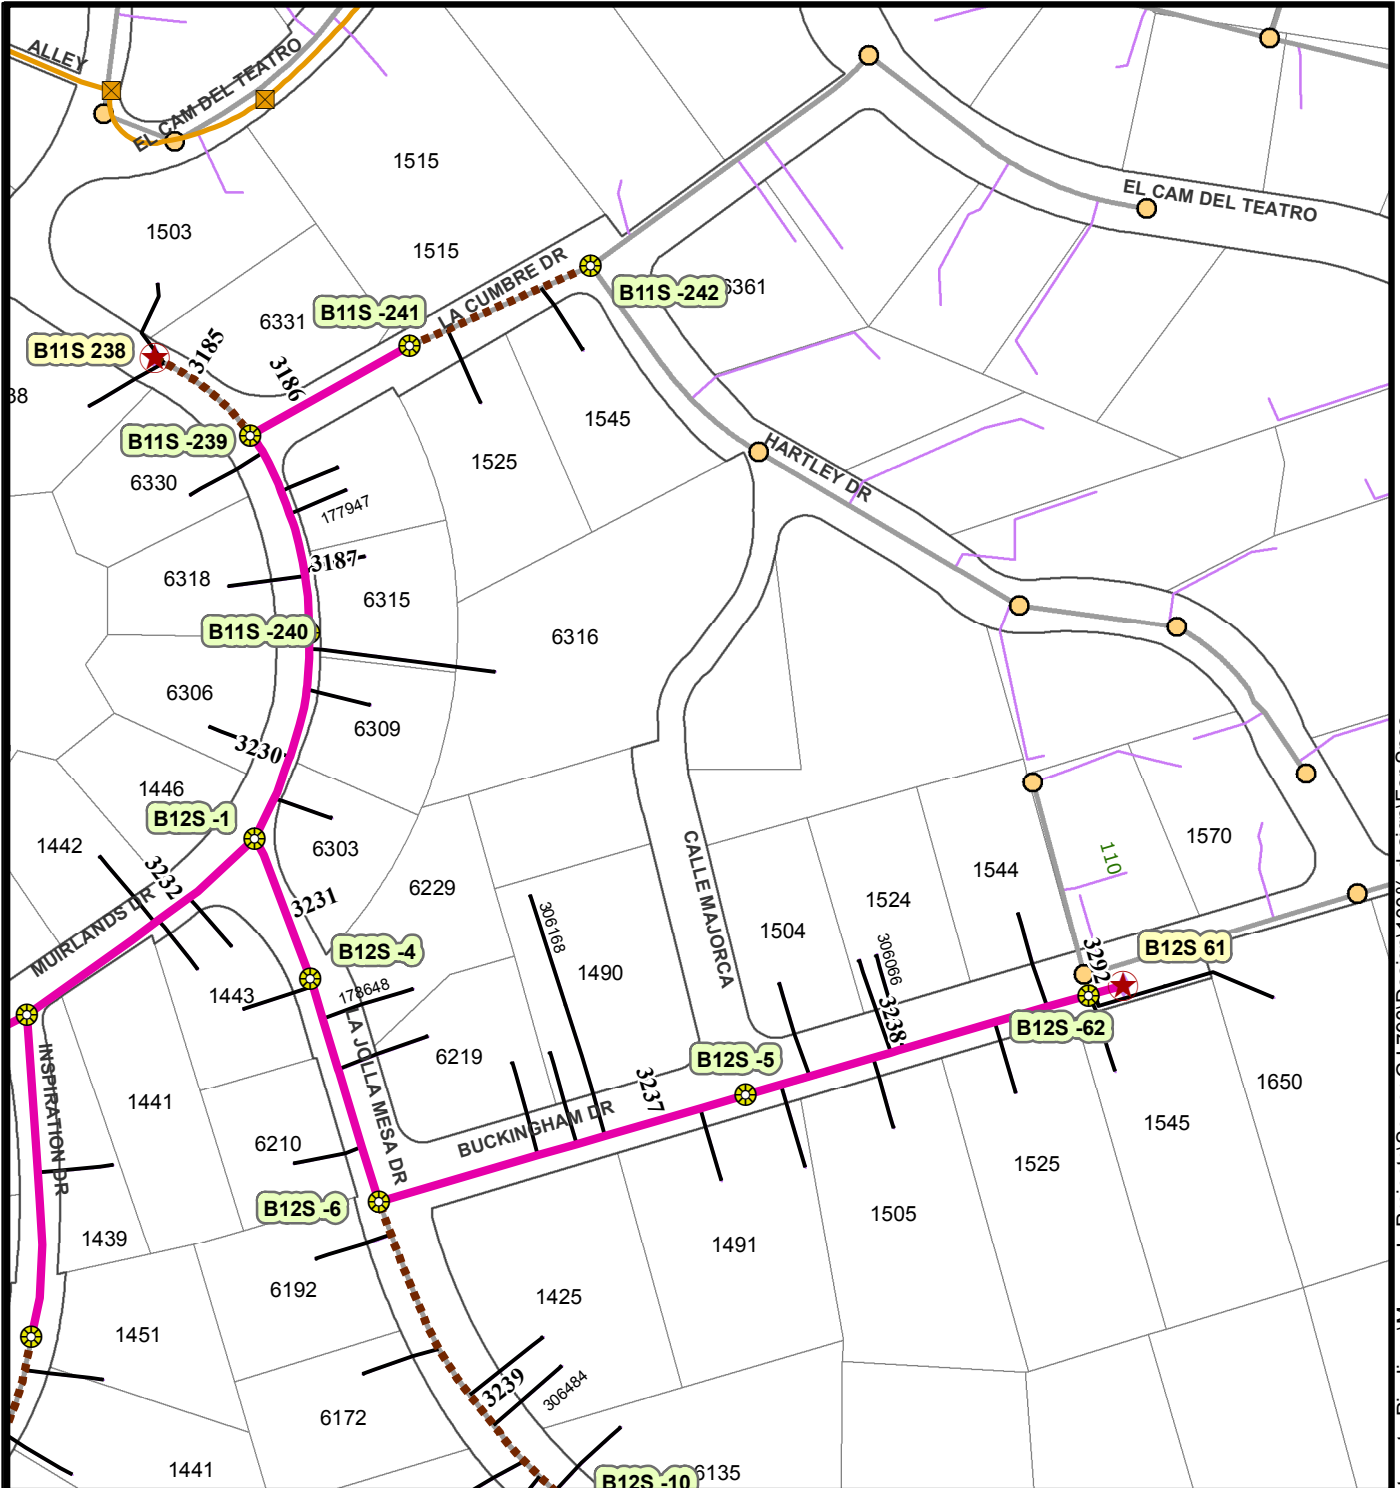 ALLEY
EL CAM DEL TEATRO
1515
1503
1515
EL CAM DEL TEATRO
LA CUMBRE DR
B11S -242
6361
B11S -241
6331
B11S 238
3185
3186
38
B11S -239
1545
1525
HARTLEY DR
6330
177947
3187
6318
6315
B11S -240
6316
6306
6309
3230
1446
B12S -1
1442
3232
6303
1570
110
1544
CALLE MAJORCA
6229
1524
1504
3231
MUIRLANDS DR
306168
B12S -4
1490
306066
3292
B12S 61
1443
178648
3238
B12S -62
LA JOLLA MESA DR
6219
B12S -5
INSPIRATION DR
3237
1441
1650
BUCKINGHAM DR
1545
6210
1525
B12S -6
1505
1439
1491
6192
1425
1451
3239
306484
6172
1441
B12S -10
6135